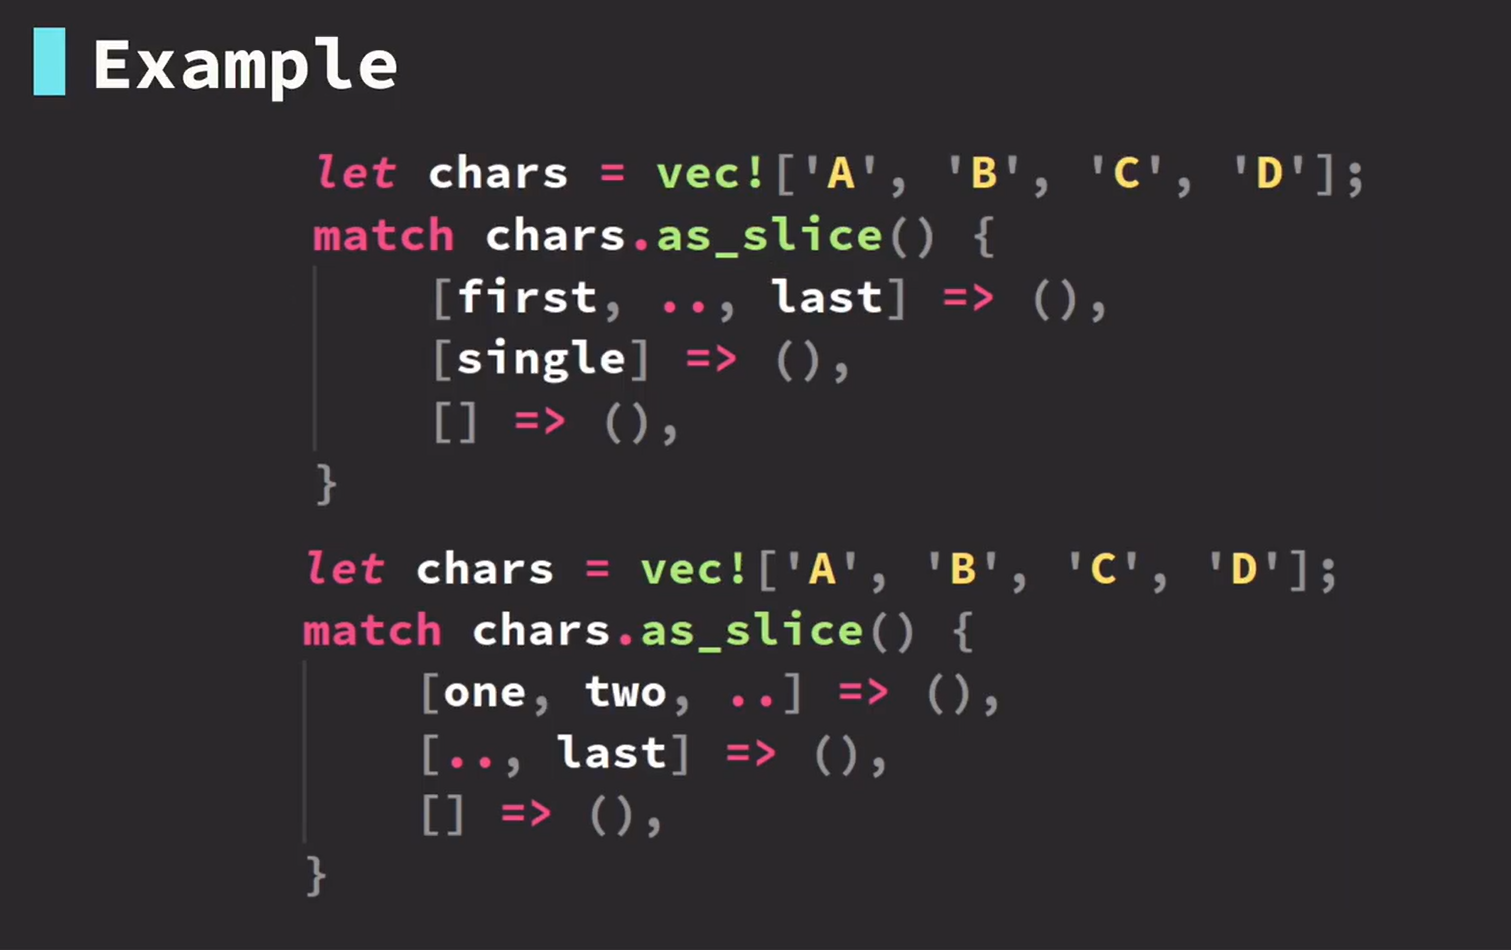 Example
let chars = vec!['A', 'B', 'C', 'D'];
match chars.as_slice() {
    [first, .., last] => (),
    [single] => (),
    [] => (),
}
let chars = vec!['A', 'B', 'C', 'D'];
match chars.as_slice() {
    [one, two, ..] => (),
    [.., last] => (),
    [] => (),
}